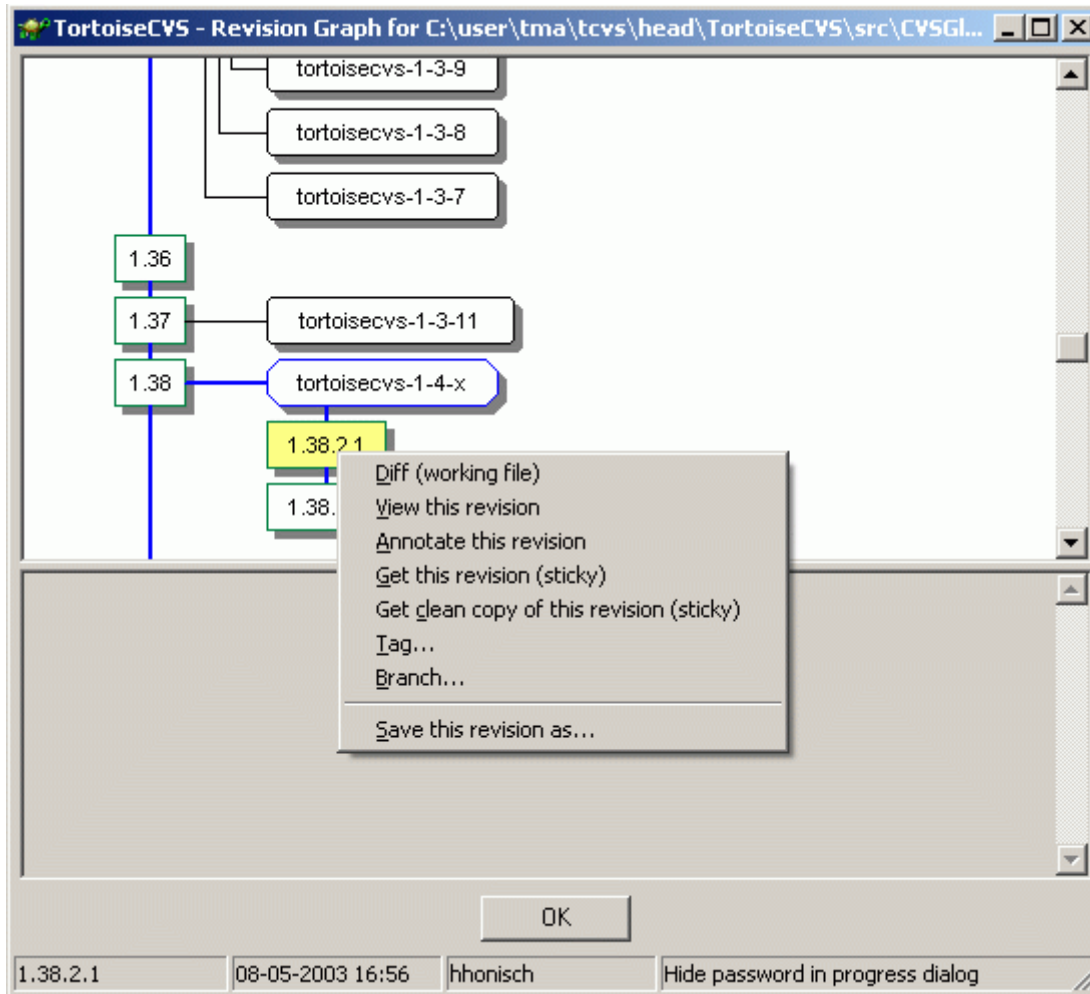 TortoiseCVS - Revision Graph for C:\user\tma\tcvs\head\TortoiseCVS\src\CVSGl...
tortoisecvs-1-3-9
tortoisecvs-1-3-8
tortoisecvs-1-3-7
1.36
1.37
tortoisecvs-1-3-11
1.38
tortoisecvs-1-4-x
1.38.2.1
1.38.
Diff (working file)
View this revision
Annotate this revision
Get this revision (sticky)
Get clean copy of this revision (sticky)
Tag...
Branch...
Save this revision as...
OK
1.38.2.1
08-05-2003 16:56
hhonisch
Hide password in progress dialog